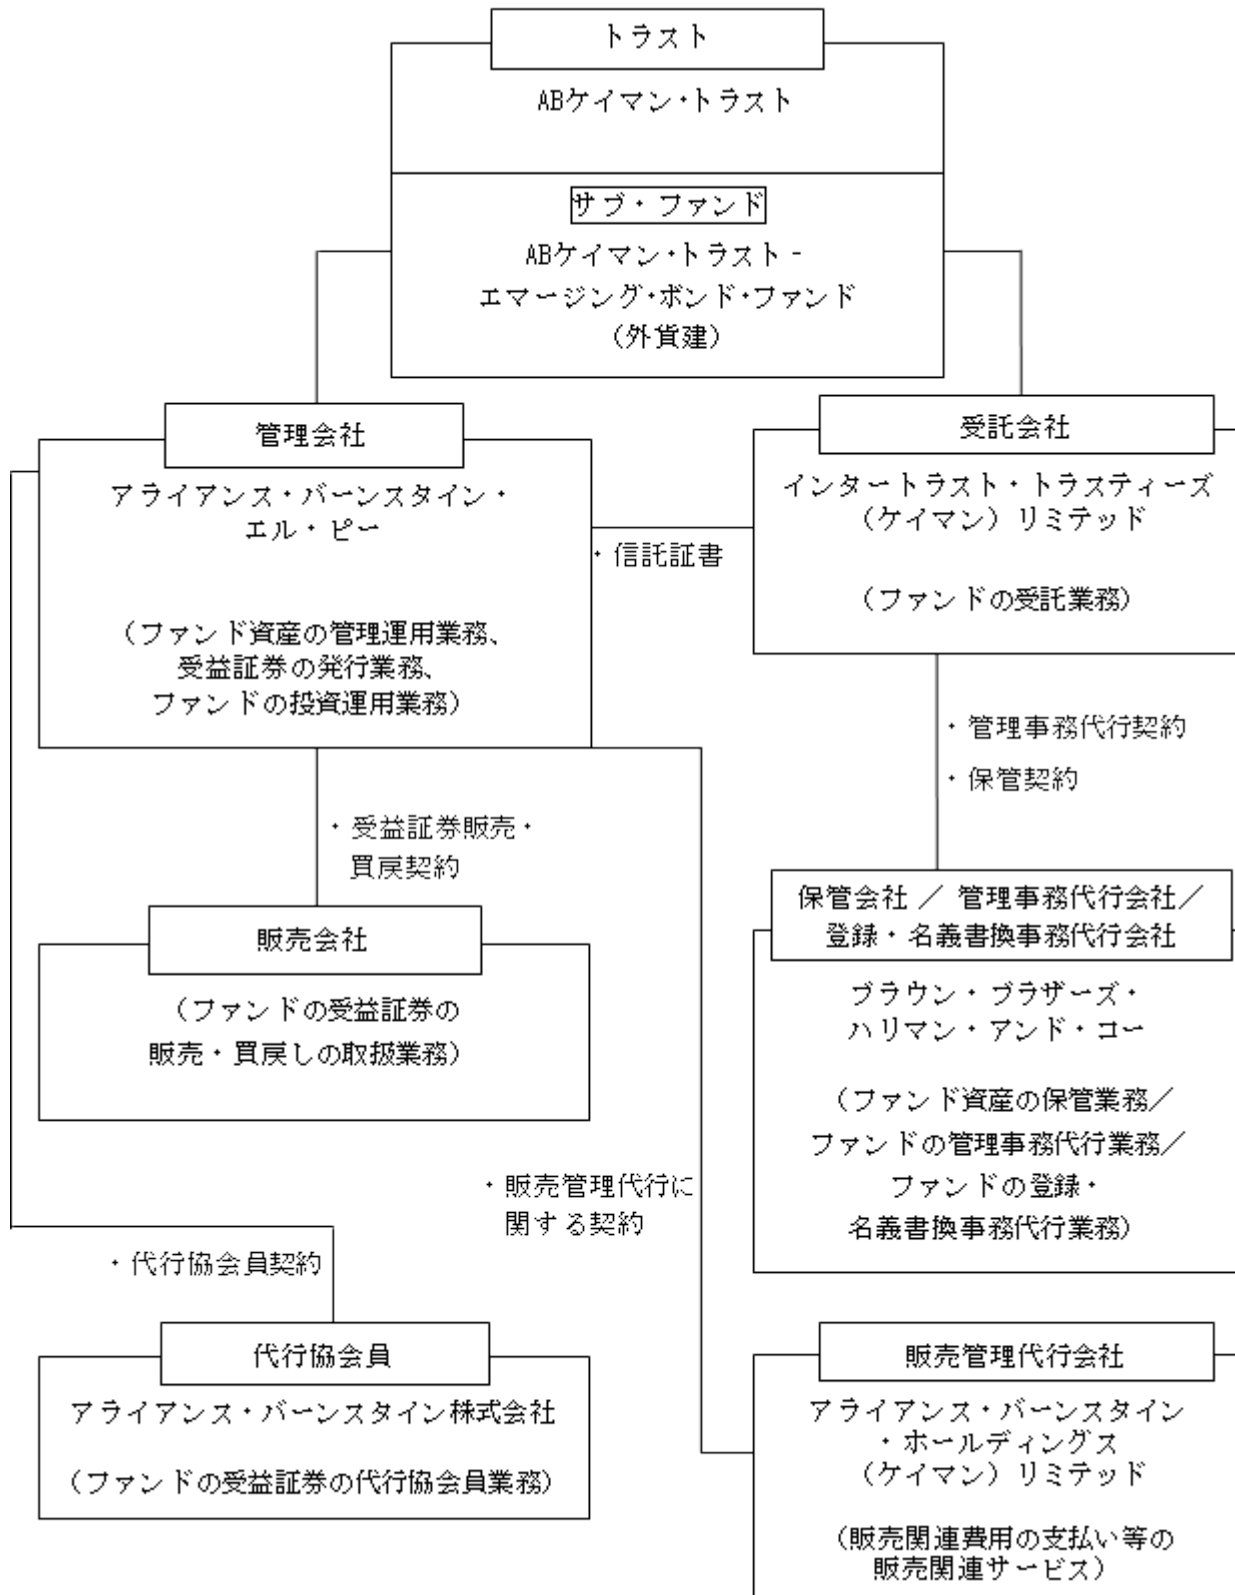 トラスト
ABケイマン・トラスト
サブ・ファンド
ABケイマン・トラスト－
エマージング・ボンド・ファンド
（外貨建）
管理会社
アライアンス・バーンスタイン・
エル・ピー
（ファンド資産の管理運用業務、
受益証券の発行業務、
ファンドの投資運用業務）
・信託証書
受託会社
インタートラスト・トラスティーズ
（ケイマン）リミテッド
（ファンドの受託業務）
・管理事務代行契約
・保管契約
・受益証券販売・
買戻契約
販売会社
（ファンドの受益証券の
販売・買戻しの取扱業務）
保管会社 ／ 管理事務代行会社／
登録・名義書換事務代行会社
ブラウン・ブラザーズ・
ハリマン・アンド・コー
（ファンド資産の保管業務／
ファンドの管理事務代行業務／
ファンドの登録・
名義書換事務代行業務）
・販売管理代行に
関する契約
・代行協会員契約
代行協会員
アライアンス・バーンスタイン株式会社
（ファンドの受益証券の代行協会員業務）
販売管理代行会社
アライアンス・バーンスタイン
・ホールディングス
（ケイマン）リミテッド
（販売関連費用の支払い等の
販売関連サービス）